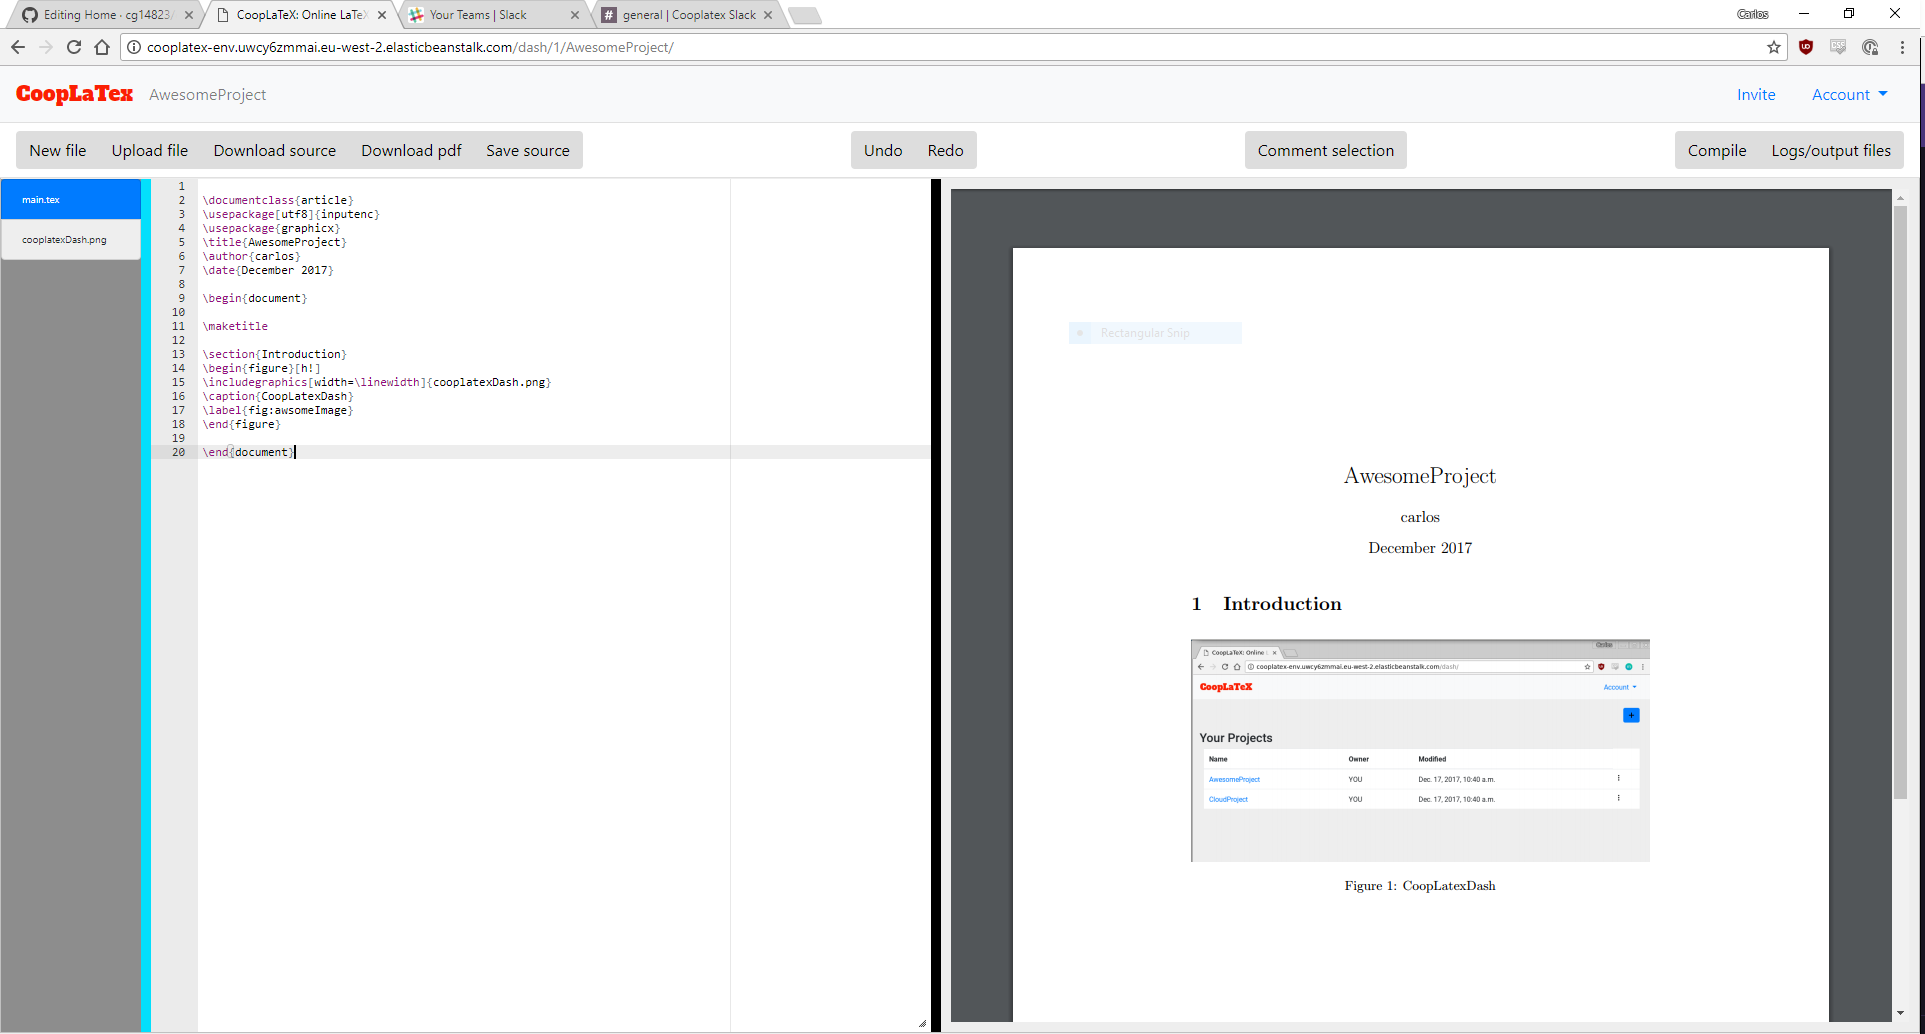 Editing Home · cg14823/
CoopLaTeX: Online LaTeX
Your Teams | Slack
general | Cooplatex Slack
Carlos
cooplatex-env.uwcy6zmmai.eu-west-2.elasticbeanstalk.com/dash/1/AwesomeProject/
CoopLaTex AwesomeProject
Invite Account
New file Upload file Download source Download pdf Save source
Undo Redo
Comment selection
Compile Logs/output files
main.tex
cooplatexDash.png
1
2 \documentclass{article}
3 \usepackage[utf8]{inputenc}
4 \usepackage{graphicx}
5 \title{AwesomeProject}
6 \author{carlos}
7 \date{December 2017}
8
9 \begin{document}
10
11 \maketitle
12
13 \section{Introduction}
14 \begin{figure}[h!]
15 \includegraphics[width=\linewidth]{cooplatexDash.png}
16 \caption{CoopLatexDash}
17 \label{fig:awsomeImage}
18 \end{figure}
19
20 \end{document}
Rectangular Snip
AwesomeProject
carlos
December 2017
1 Introduction
CoopLaTeX: Online
Carlos
cooplatex-env.uwcy6zmmai.eu-west-2.elasticbeanstalk.com/dash/
CoopLaTeX
Account
+
Your Projects
Name Owner Modified
AwesomeProject YOU Dec. 17, 2017, 10:40 a.m.
CloudProject YOU Dec. 17, 2017, 10:40 a.m.
Figure 1: CoopLatexDash